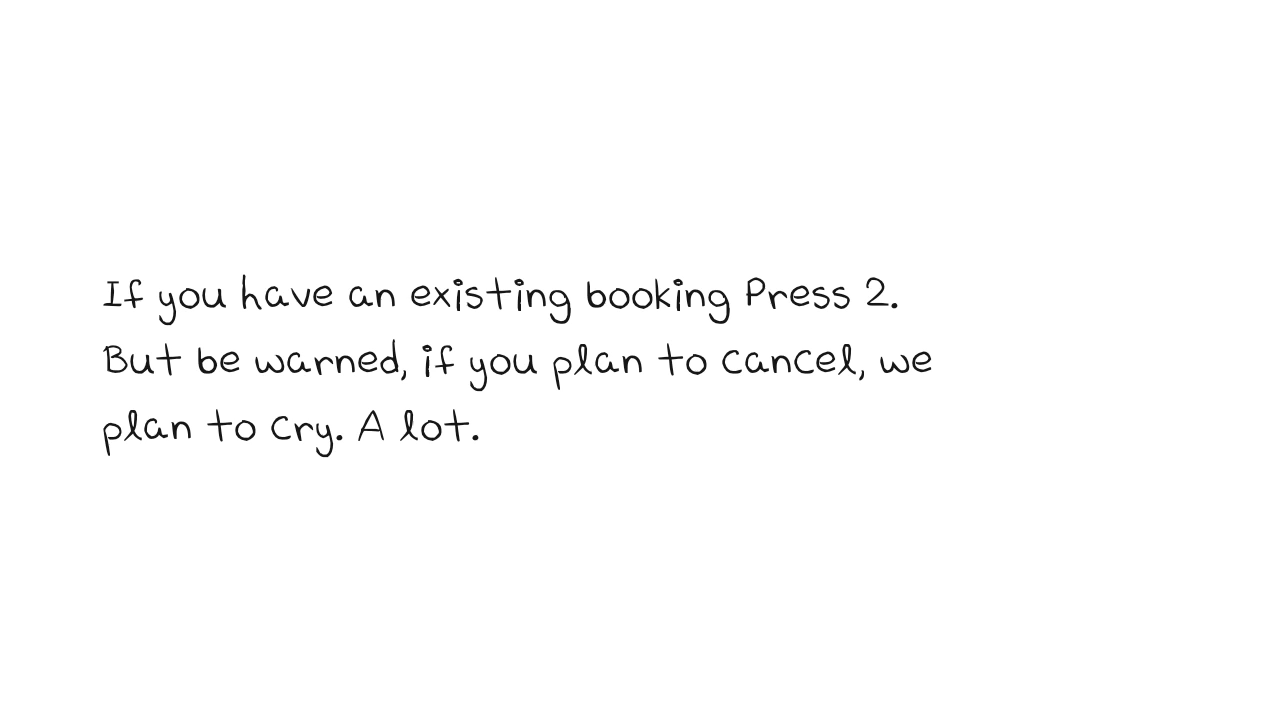 If you have an existing booking Press 2.
But be warned, if you plan to cancel, we
plan to cry. A lot.